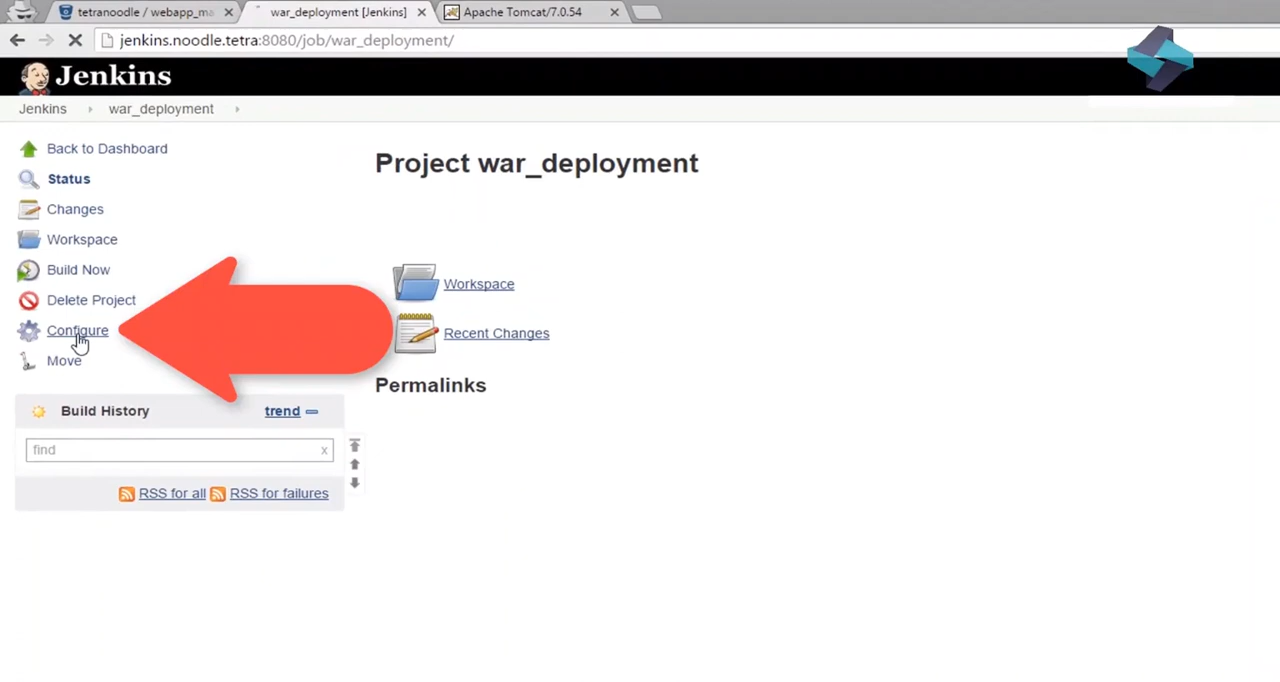 tetranoodle / webapp_ma
war_deployment [Jenkins]
Apache Tomcat/7.0.54
jenkins.noodle.tetra:8080/job/war_deployment/
Jenkins
Jenkins war_deployment
Back to Dashboard
Status
Changes
Workspace
Build Now
Delete Project
Configure
Move
Project war_deployment
Workspace
Recent Changes
Permalinks
Build History trend
find x
RSS for all RSS for failures